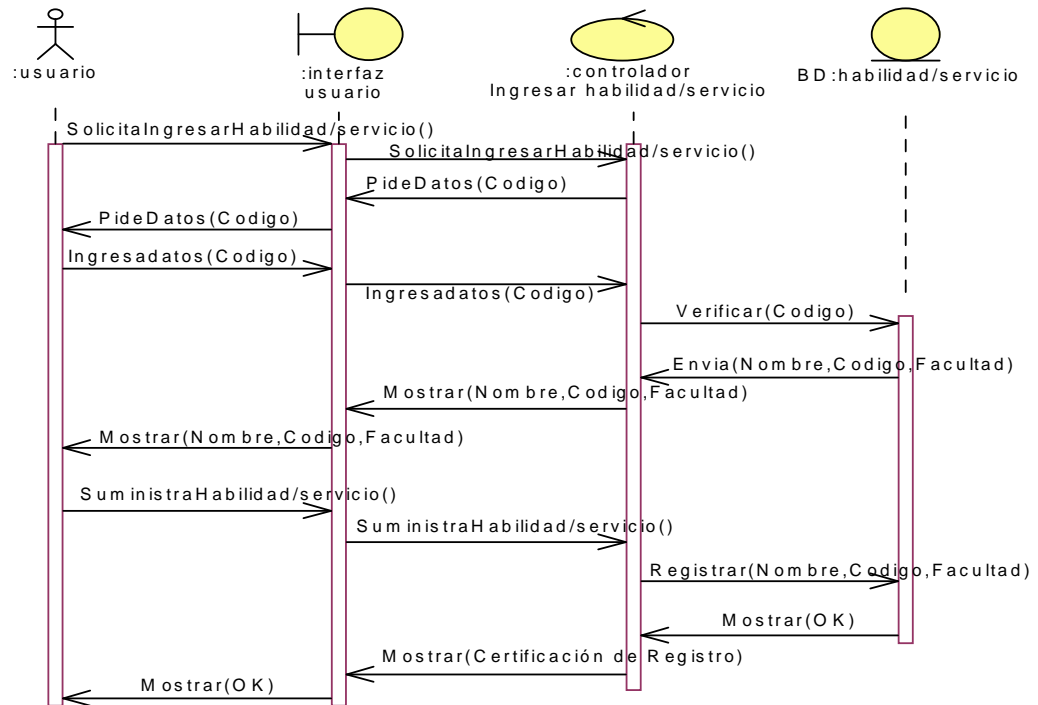 :usuario
:interfaz
usuario
:controlador
Ingresar habilidad/servicio
BD:habilidad/servicio
SolicitaIngresarHabilidad/servicio()
SolicitaIngresarHabilidad/servicio()
PideDatos(Codigo)
PideDatos(Codigo)
Ingresadatos(Codigo)
Ingresadatos(Codigo)
Verificar(Codigo)
Envia(Nombre,Codigo,Facultad)
Mostrar(Nombre,Codigo,Facultad)
Mostrar(Nombre,Codigo,Facultad)
SuministraHabilidad/servicio()
SuministraHabilidad/servicio()
Registrar(Nombre,Codigo,Facultad)
Mostrar(OK)
Mostrar(Certificación de Registro)
Mostrar(OK)